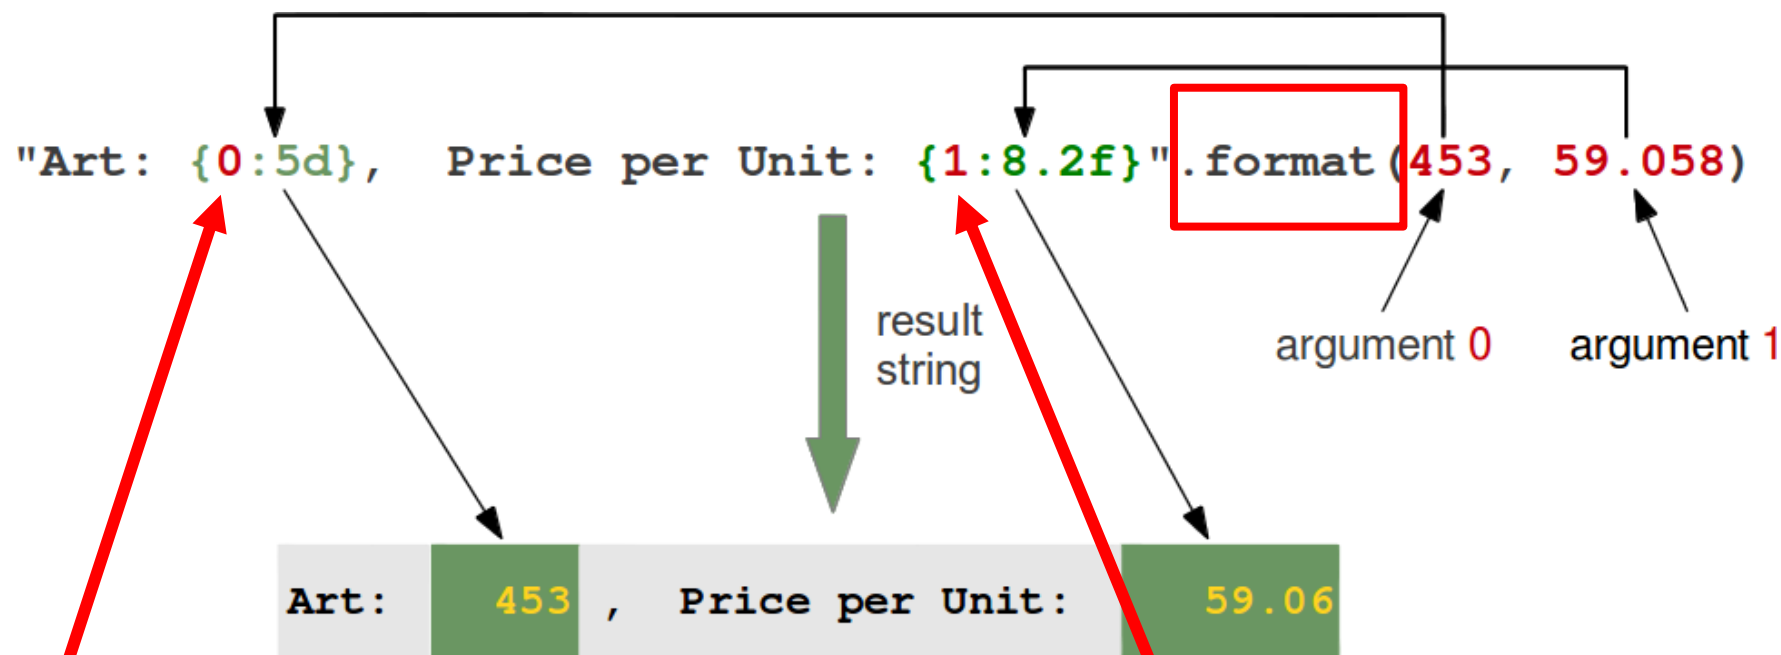 "Art: {0:5d},  Price per Unit: {1:8.2f}".format(453, 59.058)
result
string
argument 0
argument 1
Art:   453 ,  Price per Unit:    59.06